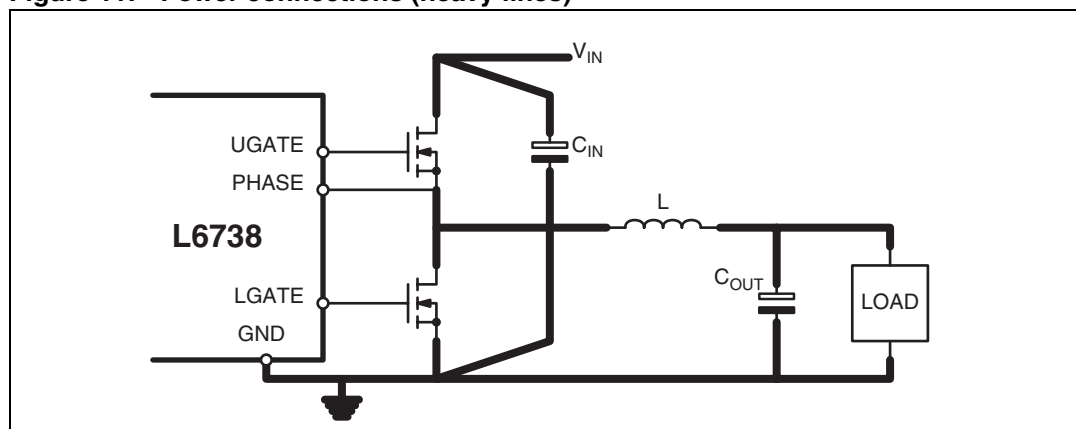 V_IN
UGATE
C_IN
PHASE
L
L6738
C_OUT
LGATE
LOAD
GND